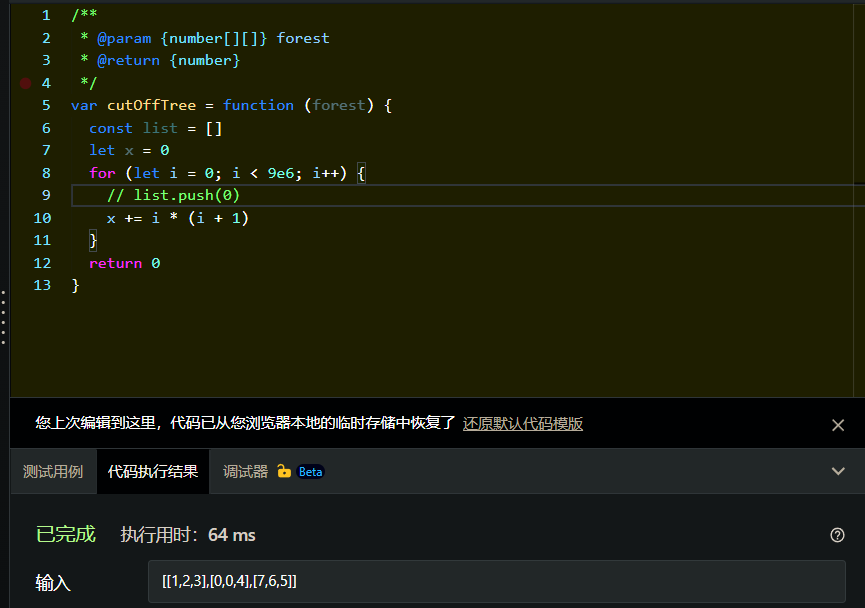 1 /**
2  * @param {number[][]} forest
3  * @return {number}
4  */
5 var cutOffTree = function (forest) {
6   const list = []
7   let x = 0
8   for (let i = 0; i < 9e6; i++) {
9     // list.push(0)
10     x += i * (i + 1)
11   }
12   return 0
13 }
您上次编辑到这里，代码已从您浏览器本地的临时存储中恢复了 还原默认代码模版
测试用例 代码执行结果 调试器 Beta
已完成 执行用时：64 ms
输入 [[1,2,3],[0,0,4],[7,6,5]]